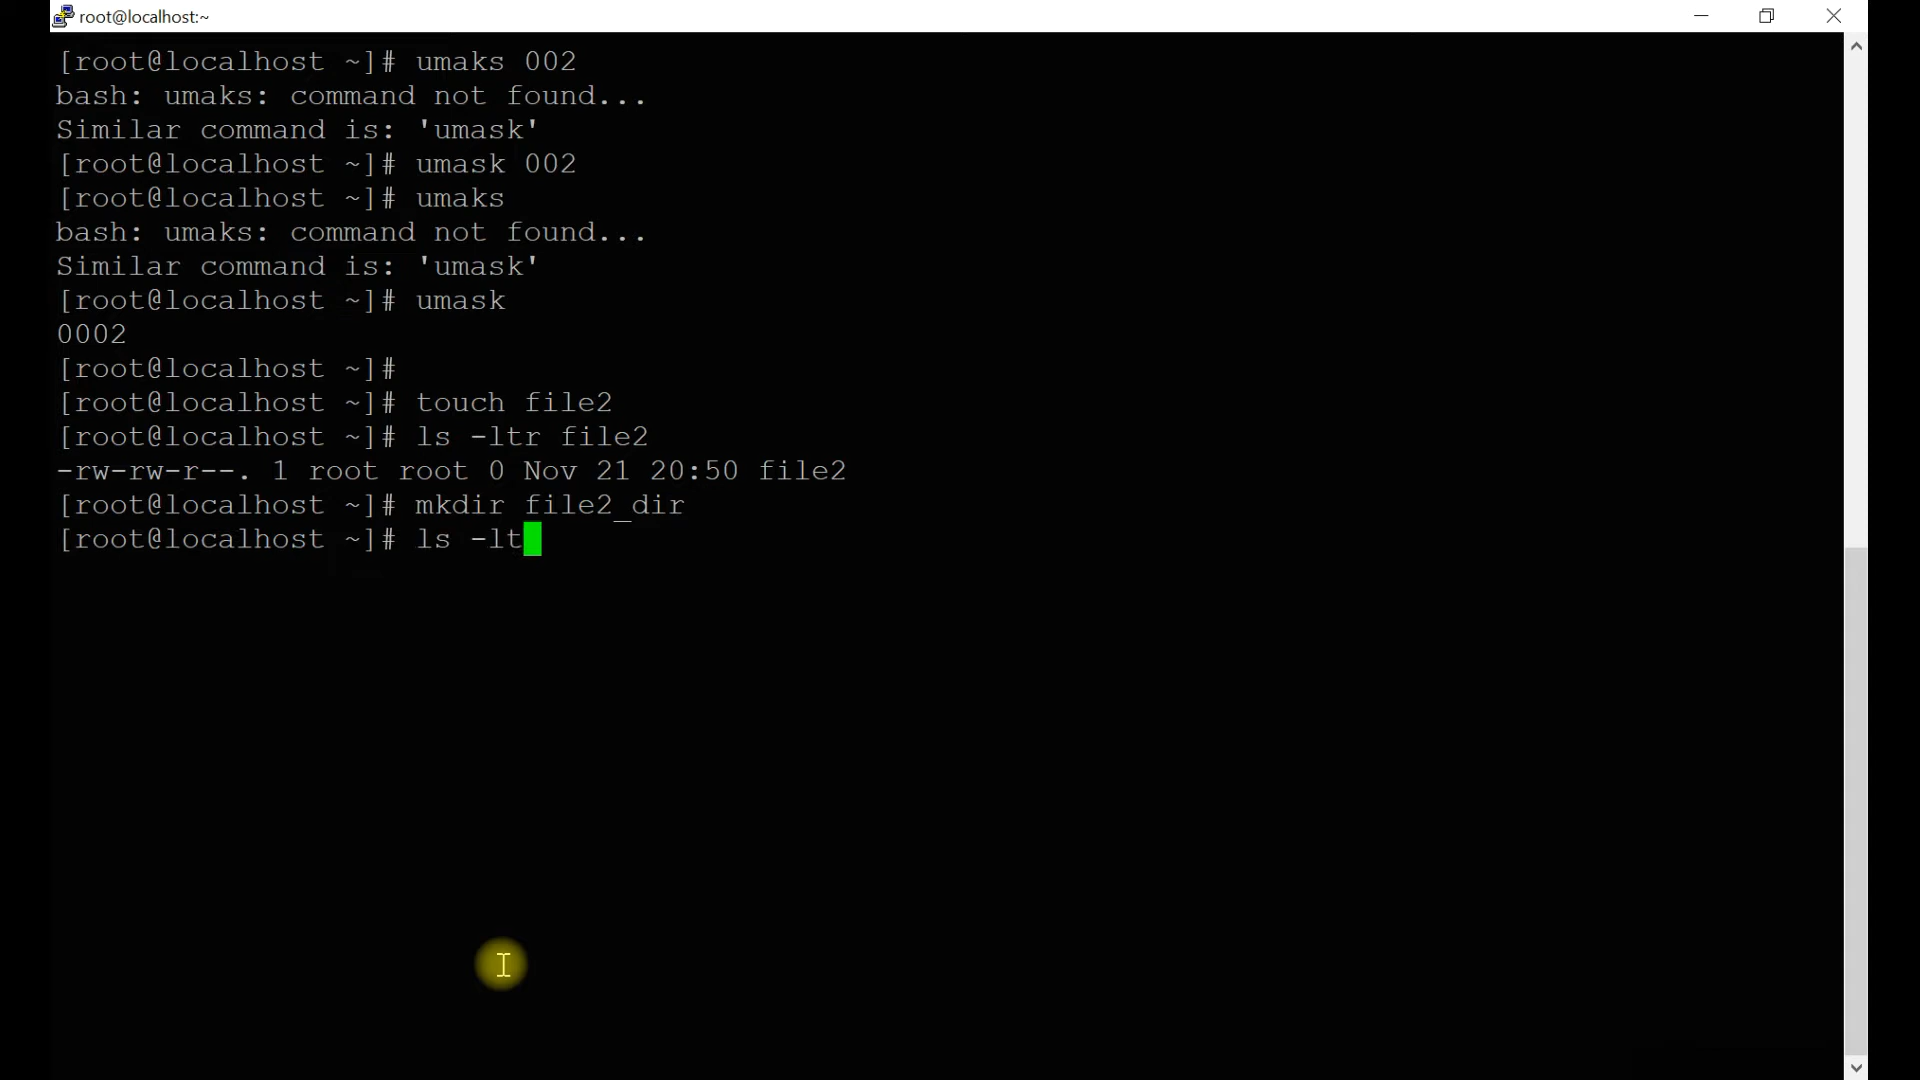 root@localhost:~
[root@localhost ~]# umaks 002
bash: umaks: command not found...
Similar command is: 'umask'
[root@localhost ~]# umask 002
[root@localhost ~]# umaks
bash: umaks: command not found...
Similar command is: 'umask'
[root@localhost ~]# umask
0002
[root@localhost ~]#
[root@localhost ~]# touch file2
[root@localhost ~]# ls -ltr file2
-rw-rw-r--. 1 root root 0 Nov 21 20:50 file2
[root@localhost ~]# mkdir file2_dir
[root@localhost ~]# ls -lt